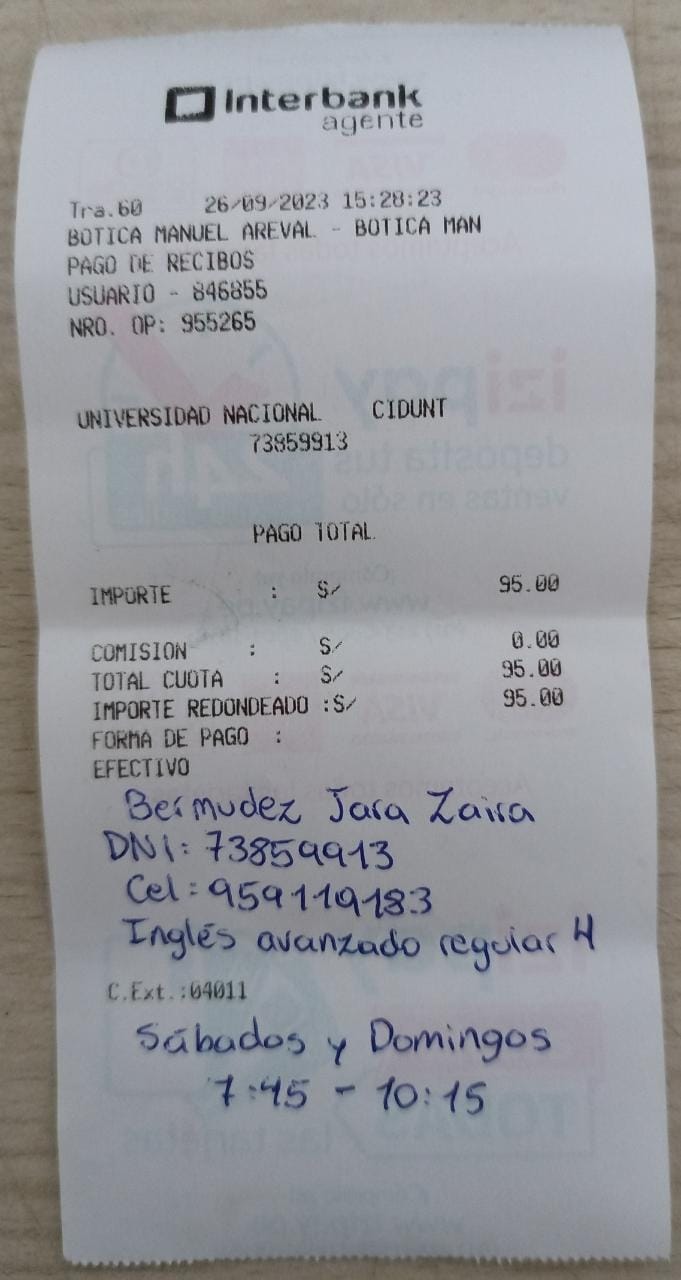 Interbank
agente
Tra.60 26/09/2023 15:28:23
BOTICA MANUEL AREVAL - BOTICA MAN
PAGO DE RECIBOS
USUARIO - 846855
NRO. OP: 955265
UNIVERSIDAD NACIONAL CIDUNT
73859913
PAGO TOTAL
IMPORTE : S/ 95.00
COMISION : S/ 0.00
TOTAL CUOTA : S/ 95.00
IMPORTE REDONDEADO :S/ 95.00
FORMA DE PAGO :
EFECTIVO
Bermudez Jara Zaira
DNI: 73859913
Cel: 959119183
Inglés avanzado regular 4
C.Ext.:04011
Sábados y Domingos
7:45 - 10:15